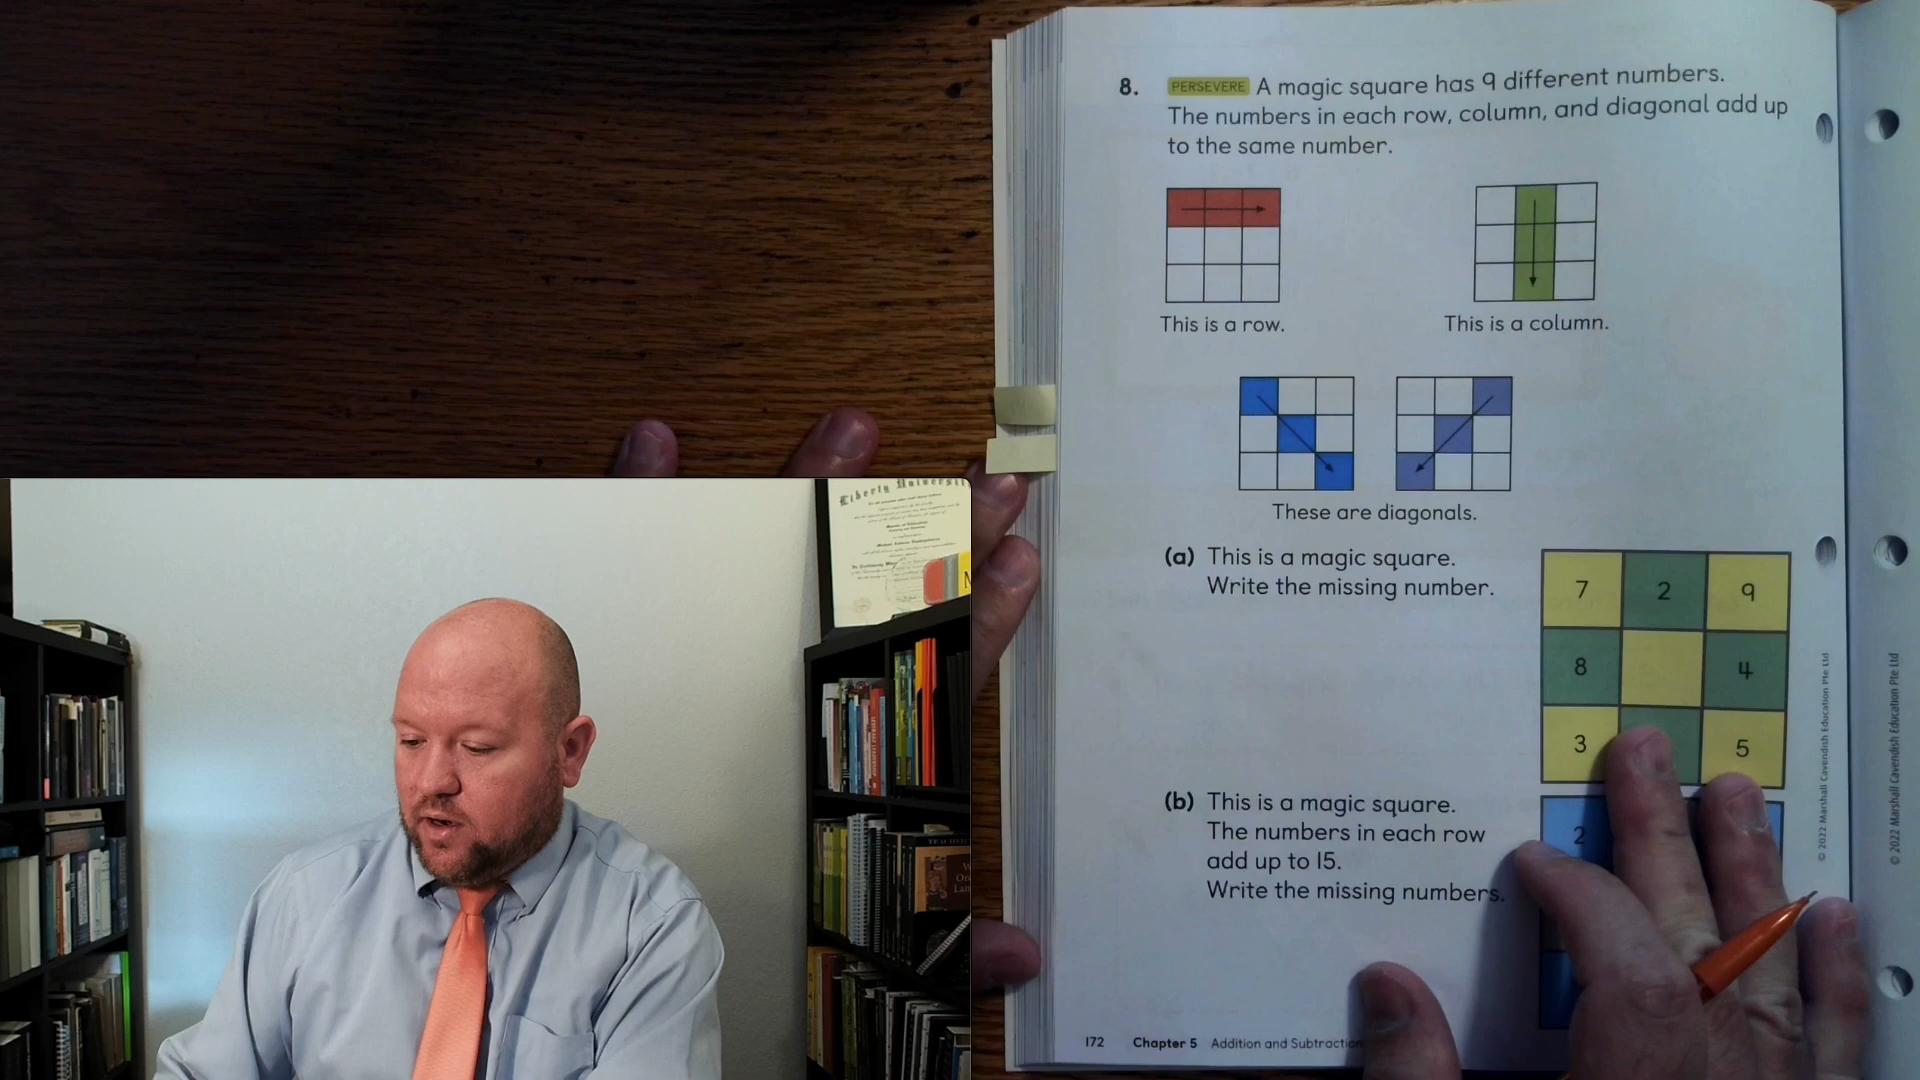 8. PERSEVERE A magic square has 9 different numbers.
The numbers in each row, column, and diagonal add up
to the same number.
This is a row.
This is a column.
These are diagonals.
(a) This is a magic square.
Write the missing number.
7 2 9
8 4
3 5
(b) This is a magic square.
The numbers in each row
add up to 15.
Write the missing numbers.
2
172 Chapter 5 Addition and Subtraction
© 2022 Marshall Cavendish Education Pte Ltd
© 2022 Marshall Cavendish Education Pte Ltd
Liberty University